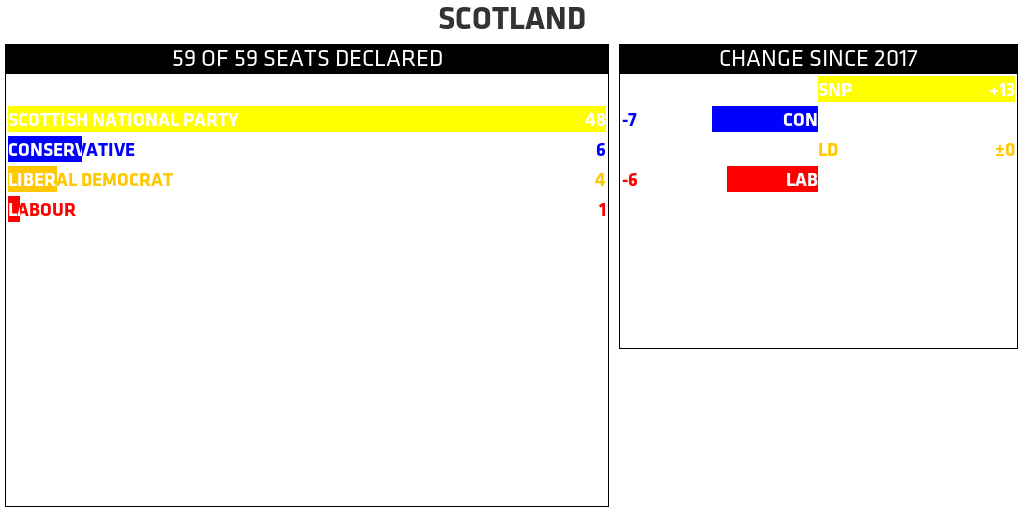 SCOTLAND
59 OF 59 SEATS DECLARED
SCOTTISH NATIONAL PARTY 48
CONSERVATIVE 6
LIBERAL DEMOCRAT 4
LABOUR 1
CHANGE SINCE 2017
SNP +13
-7 CON
LD ±0
-6 LAB